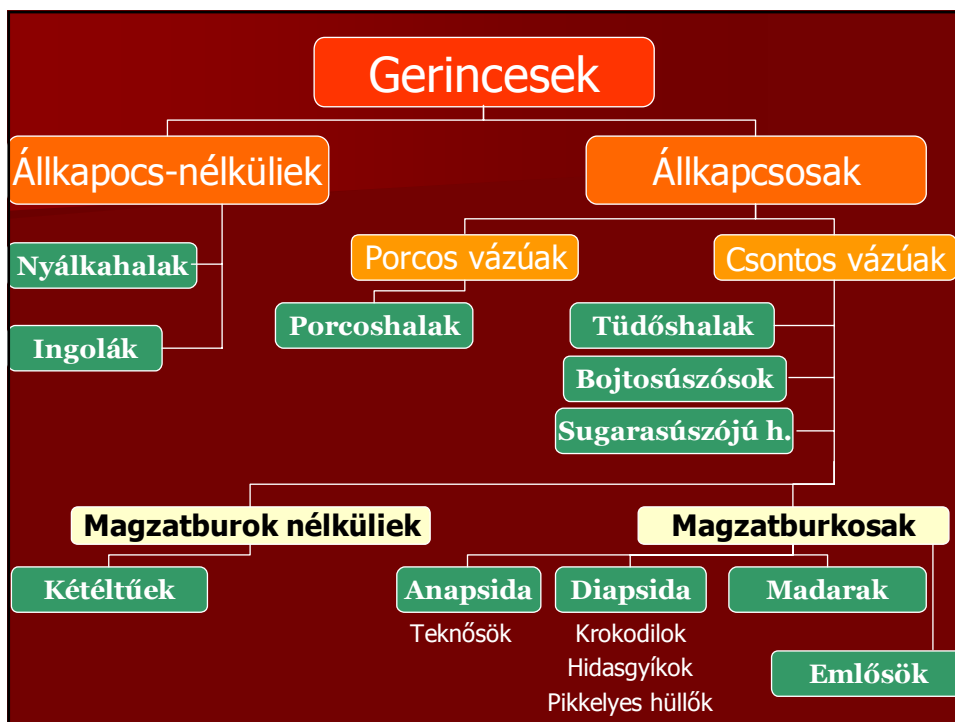 Gerincesek
Állkapocs-nélküliek
Állkapcsosak
Nyálkahalak
Ingolák
Porcos vázúak
Csontos vázúak
Porcoshalak
Tüdőshalak
Bojtosúszósok
Sugarasúszójú h.
Magzatburok nélküliek
Magzatburkosak
Kétéltűek
Anapsida
Diapsida
Madarak
Teknősök
Krokodilok
Hidasgyíkok
Pikkelyes hüllők
Emlősök